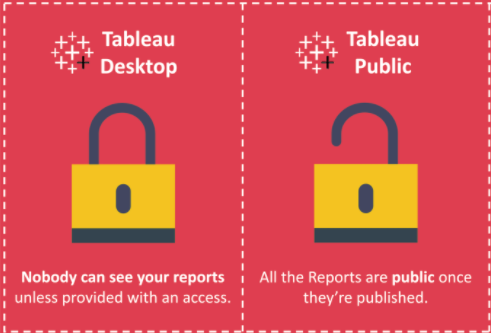 Tableau
Desktop
Nobody can see your reports
unless provided with an access.
Tableau
Public
All the Reports are public once
they're published.